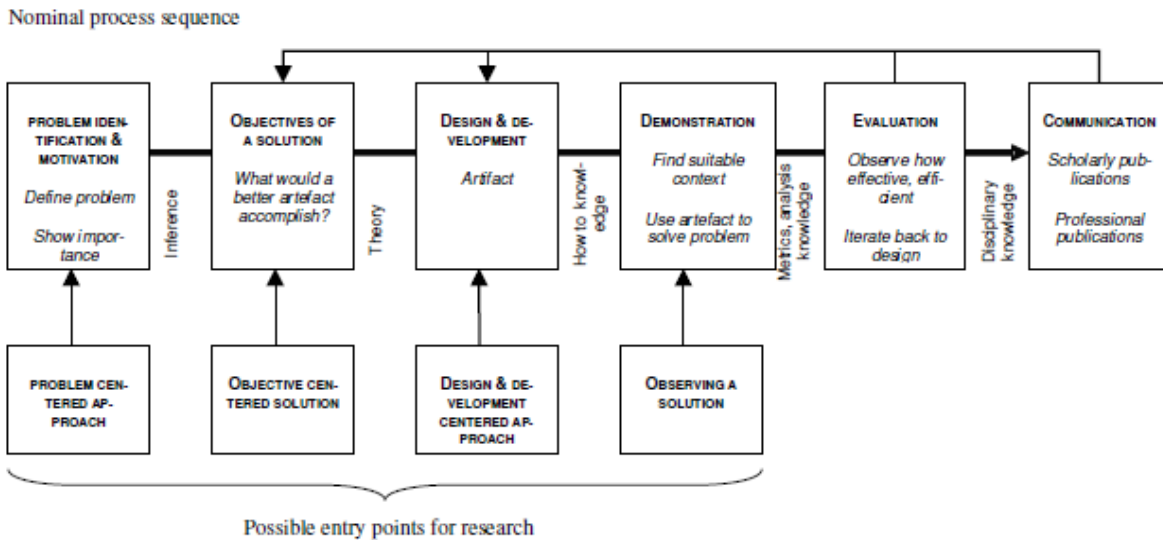 Nominal process sequence
PROBLEM IDEN-
TIFICATION &
MOTIVATION
Define problem
Show impor-
tance
Inference
OBJECTIVES OF
A SOLUTION
What would a
better artefact
accomplish?
Theory
DESIGN & DE-
VELOPMENT
Artifact
How to knowl-
edge
DEMONSTRATION
Find suitable
context
Use artefact to
solve problem
Metrics, analysis
knowledge
EVALUATION
Observe how
effective, effi-
cient
Iterate back to
design
Disciplinary
knowledge
COMMUNICATION
Scholarly pub-
lications
Professional
publications
PROBLEM CEN-
TERED AP-
PROACH
OBJECTIVE CEN-
TERED SOLUTION
DESIGN & DE-
VELOPMENT
CENTERED AP-
PROACH
OBSERVING A
SOLUTION
Possible entry points for research